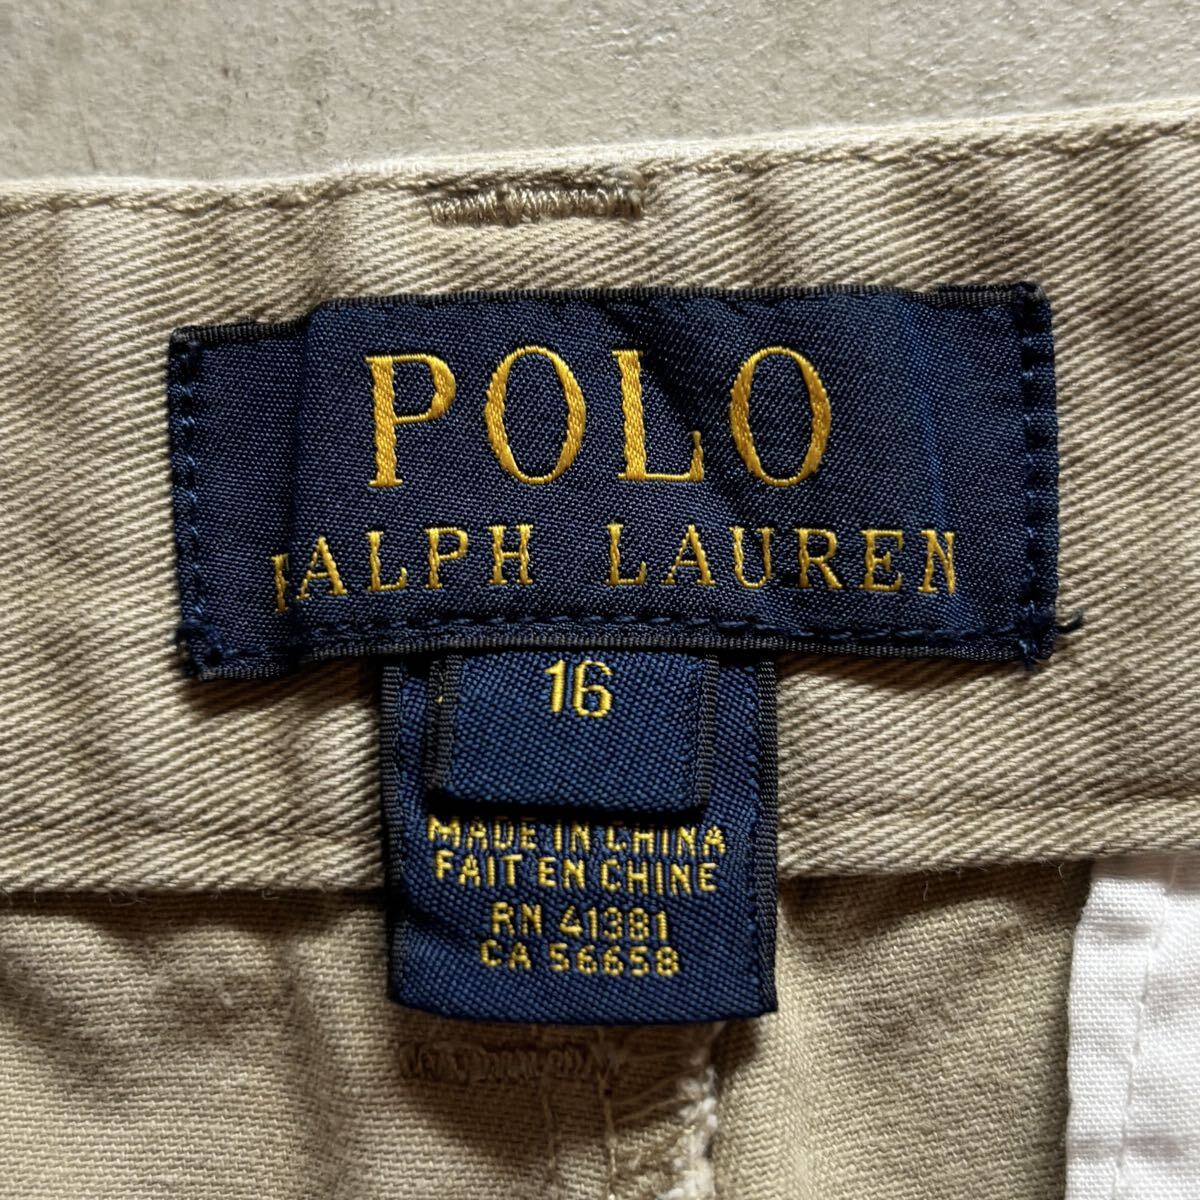 POLO
RALPH LAUREN
16
MADE IN CHINA
FAIT EN CHINE
RN 41381
CA 56658